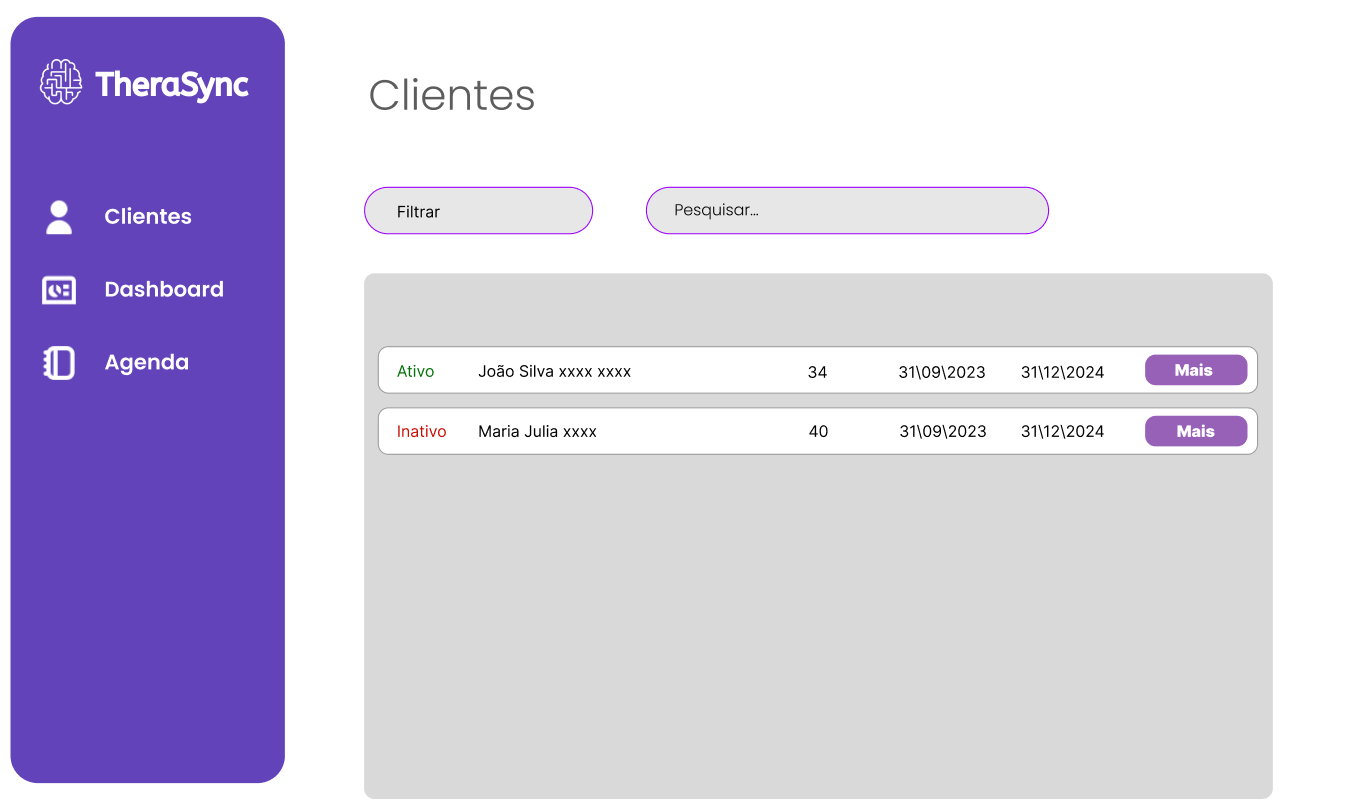 TheraSync
Clientes
Dashboard
Agenda
Clientes
Filtrar
Pesquisar...
Ativo João Silva xxxx xxxx 34 31\09\2023 31\12\2024 Mais
Inativo Maria Julia xxxx 40 31\09\2023 31\12\2024 Mais